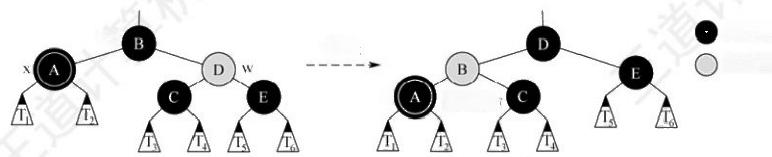 B
x A D w
C E
T₁ T₂
T₃ T₄ T₅ T₆
D
B E
A C
T₁ T₂ T₃ T₄ T₅ T₆